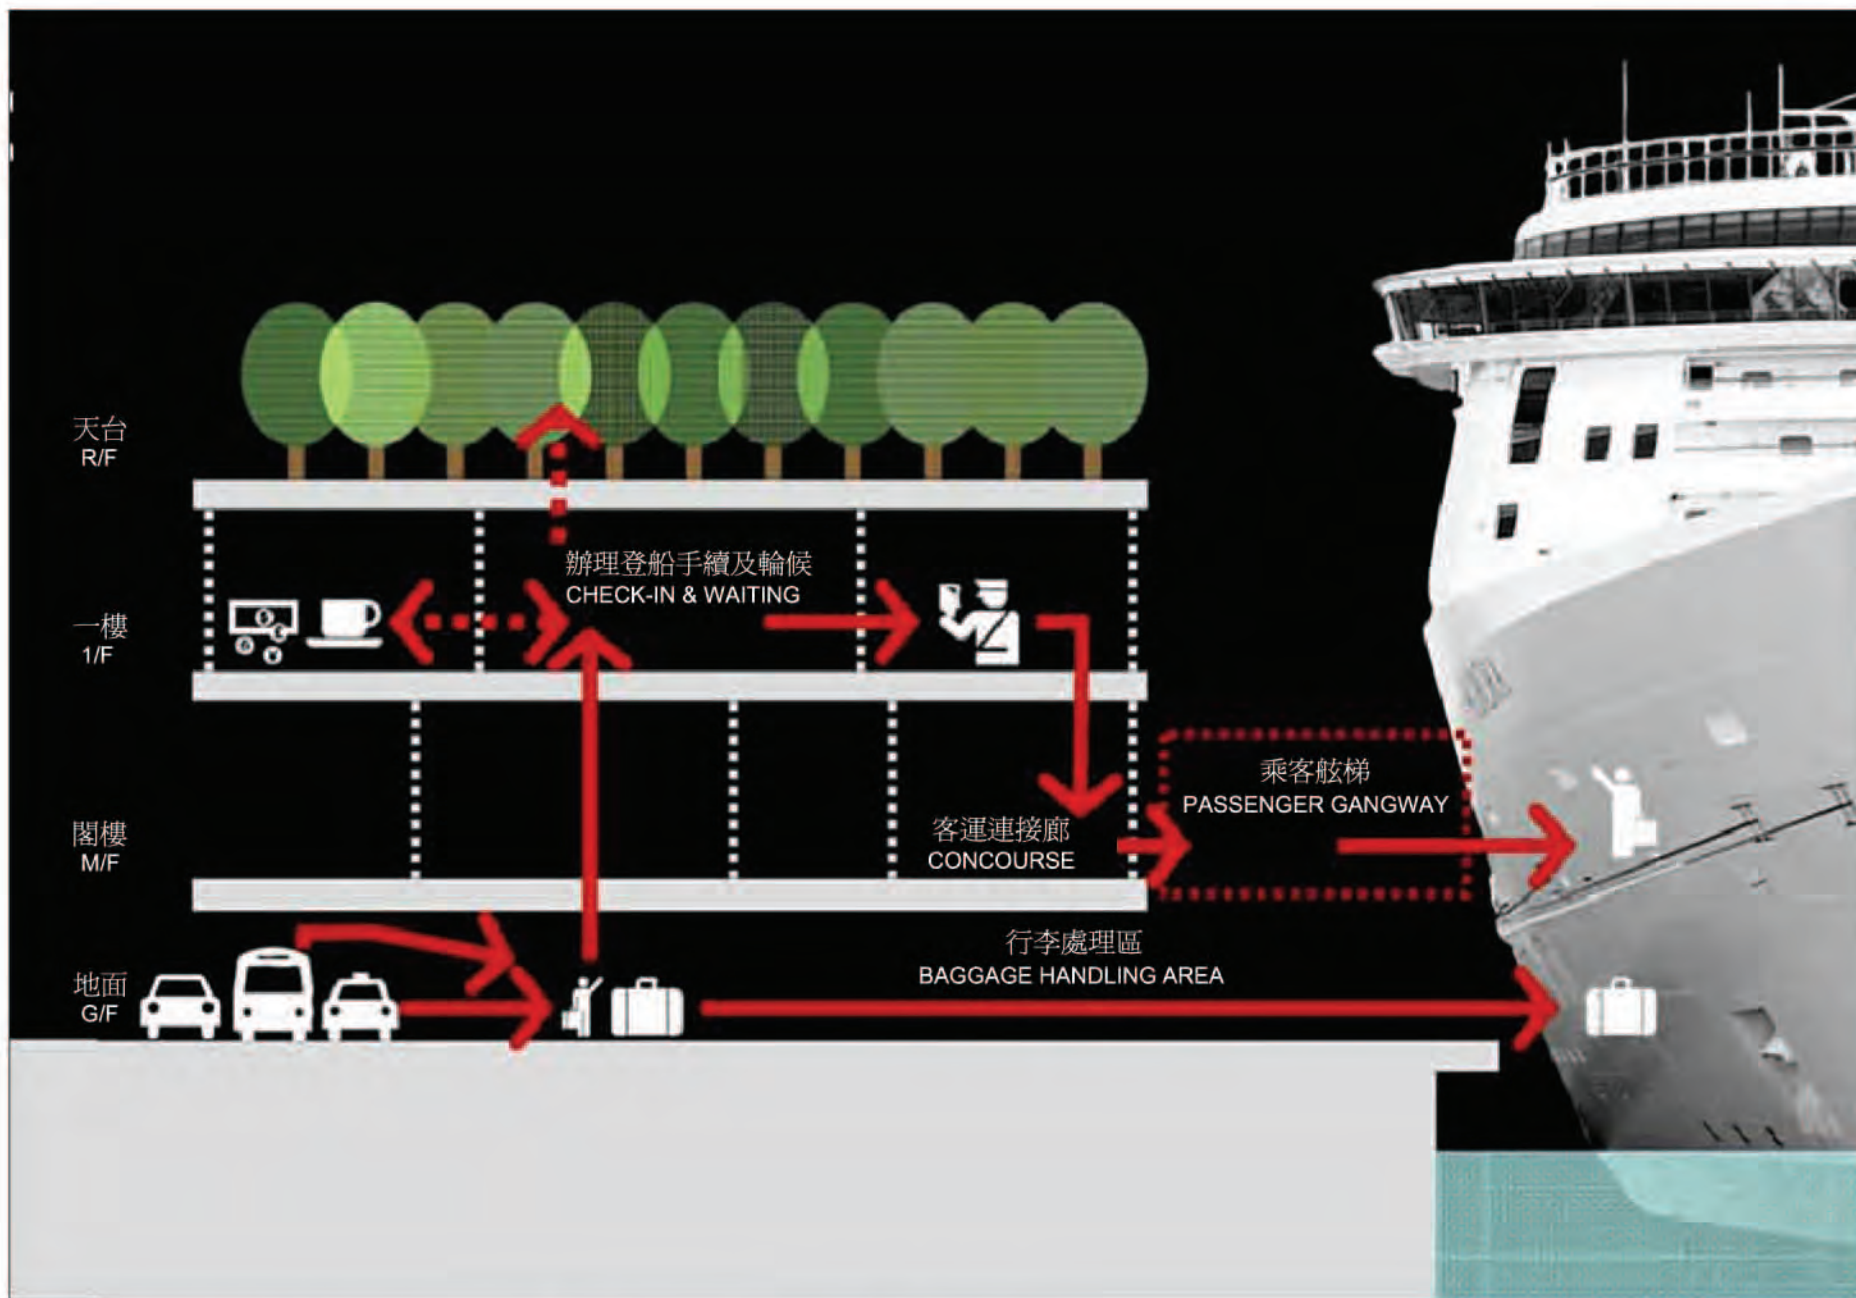 天台
R/F
辦理登船手續及輪候
CHECK-IN & WAITING
一樓
1/F
乘客舷梯
PASSENGER GANGWAY
客運連接廊
CONCOURSE
閣樓
M/F
行李處理區
BAGGAGE HANDLING AREA
地面
G/F